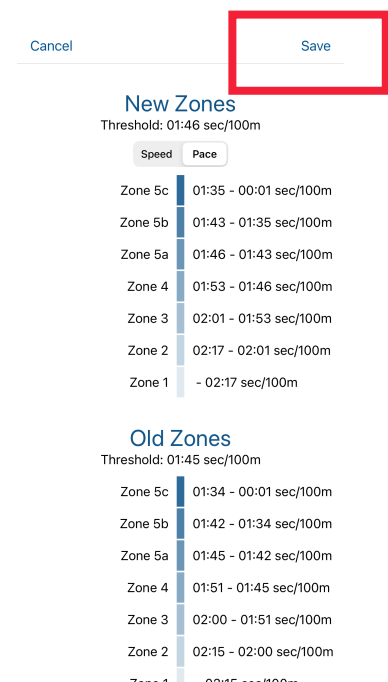 Cancel Save
New Zones
Threshold: 01:46 sec/100m
Speed Pace
Zone 5c 01:35 - 00:01 sec/100m
Zone 5b 01:43 - 01:35 sec/100m
Zone 5a 01:46 - 01:43 sec/100m
Zone 4 01:53 - 01:46 sec/100m
Zone 3 02:01 - 01:53 sec/100m
Zone 2 02:17 - 02:01 sec/100m
Zone 1 - 02:17 sec/100m
Old Zones
Threshold: 01:45 sec/100m
Zone 5c 01:34 - 00:01 sec/100m
Zone 5b 01:42 - 01:34 sec/100m
Zone 5a 01:45 - 01:42 sec/100m
Zone 4 01:51 - 01:45 sec/100m
Zone 3 02:00 - 01:51 sec/100m
Zone 2 02:15 - 02:00 sec/100m
Zone 1 - 02:15 sec/100m